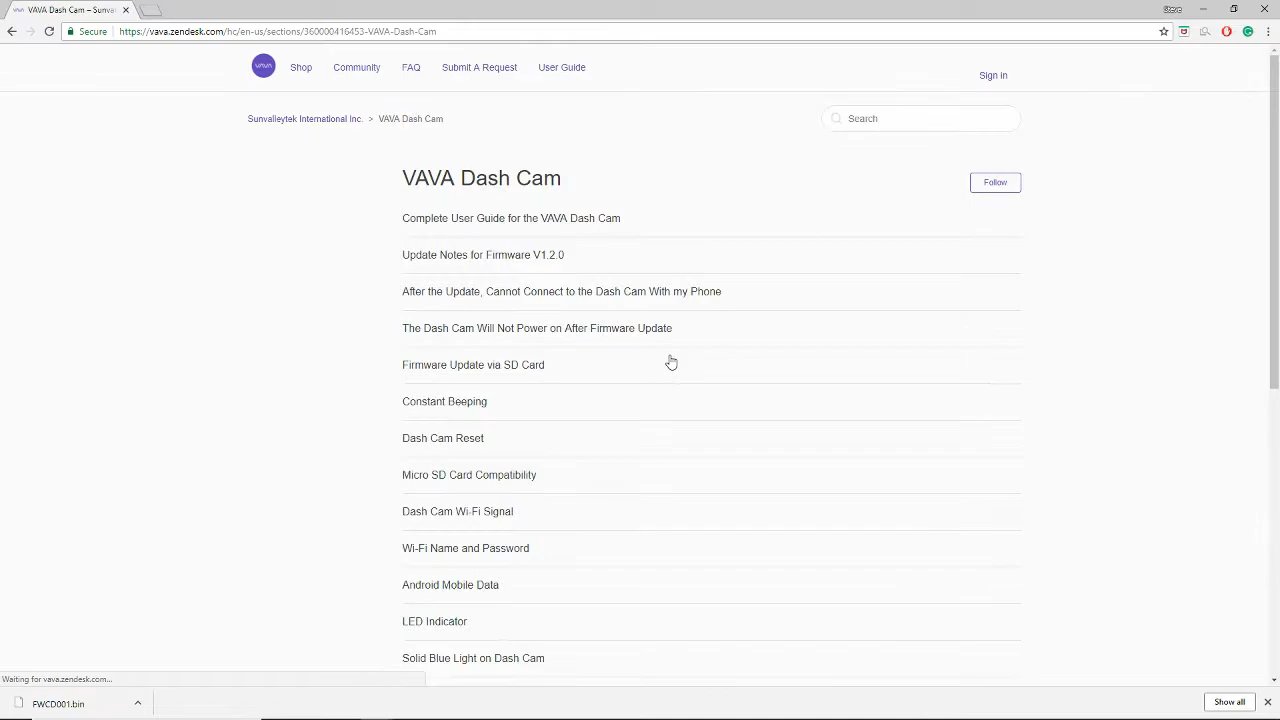 VAVA Dash Cam – Sunva
Secure
https://vava.zendesk.com/hc/en-us/sections/360000416453-VAVA-Dash-Cam
VAVA
Shop
Community
FAQ
Submit A Request
User Guide
Sign in
Sunvalleytek International Inc. > VAVA Dash Cam
Search
VAVA Dash Cam
Follow
Complete User Guide for the VAVA Dash Cam
Update Notes for Firmware V1.2.0
After the Update, Cannot Connect to the Dash Cam With my Phone
The Dash Cam Will Not Power on After Firmware Update
Firmware Update via SD Card
Constant Beeping
Dash Cam Reset
Micro SD Card Compatibility
Dash Cam Wi-Fi Signal
Wi-Fi Name and Password
Android Mobile Data
LED Indicator
Solid Blue Light on Dash Cam
Waiting for vava.zendesk.com...
FWCD001.bin
Show all